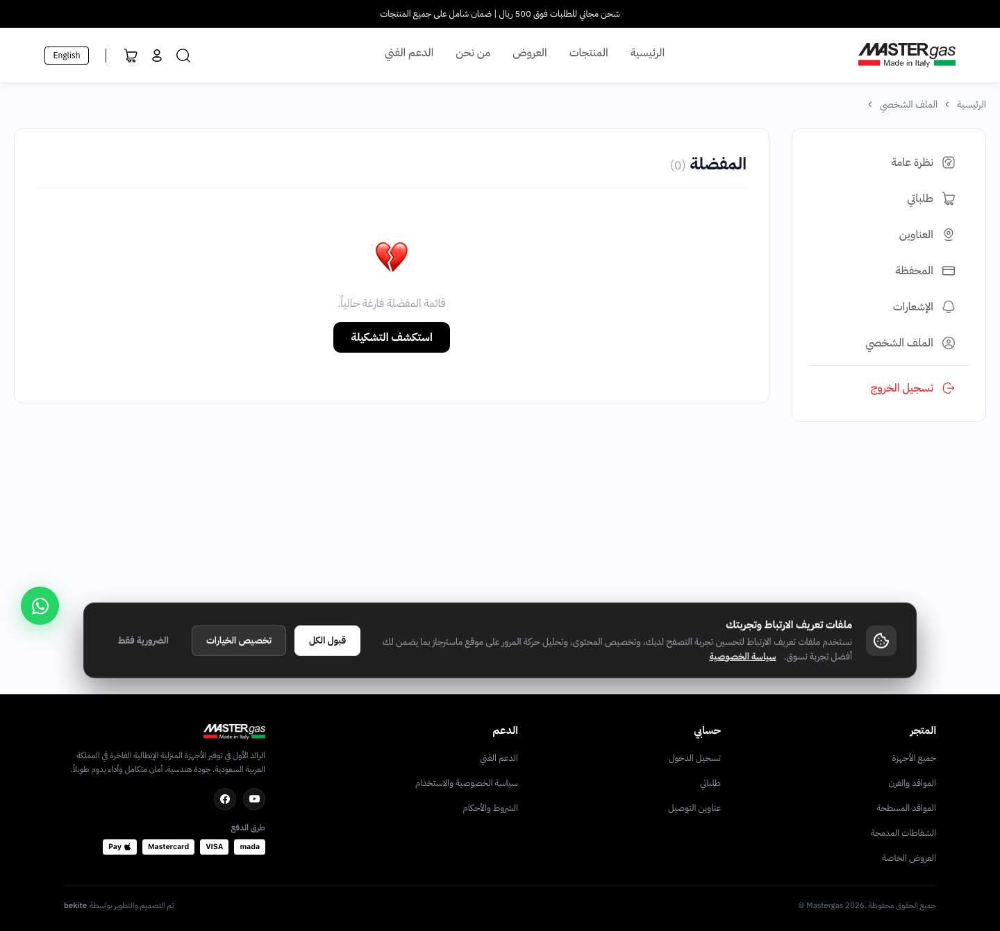 شحن مجاني للطلبات فوق 500 ريال | ضمان شامل على جميع المنتجات
MASTERgas
Made in Italy
الرئيسية
المنتجات
العروض
من نحن
الدعم الفني
English
الرئيسية
الملف الشخصي
نظرة عامة
طلباتي
العناوين
المحفظة
الإشعارات
الملف الشخصي
تسجيل الخروج
المفضلة (0)
قائمة المفضلة فارغة حالياً.
استكشف التشكيلة
ملفات تعريف الارتباط وتجربتك
نستخدم ملفات تعريف الارتباط لتحسين تجربة التصفح لديك، وتخصيص المحتوى، وتحليل حركة المرور على موقع ماسترجاز بما يضمن لك
أفضل تجربة تسوق. سياسة الخصوصية
قبول الكل
تخصيص الخيارات
الضرورية فقط
المتجر
جميع الأجهزة
المواقد والفرن
المواقد المسطحة
الشفاطات المدمجة
العروض الخاصة
حسابي
تسجيل الدخول
طلباتي
عناوين التوصيل
الدعم
الدعم الفني
سياسة الخصوصية والاستخدام
الشروط والأحكام
MASTERgas
Made in Italy
الرائد الأول في توفير الأجهزة المنزلية الإيطالية الفاخرة في المملكة
العربية السعودية. جودة هندسية، أمان متكامل وأداء يدوم طويلاً.
طرق الدفع
mada
VISA
Mastercard
Pay
جميع الحقوق محفوظة .2026 Mastergas ©
تم التصميم والتطوير بواسطة bekite